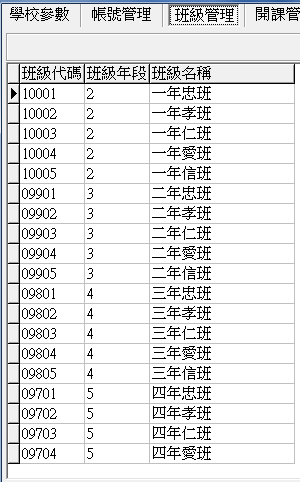 學校參數 帳號管理 班級管理 開課管
班級代碼 班級年段 班級名稱
10001 2 一年忠班
10002 2 一年孝班
10003 2 一年仁班
10004 2 一年愛班
10005 2 一年信班
09901 3 二年忠班
09902 3 二年孝班
09903 3 二年仁班
09904 3 二年愛班
09905 3 二年信班
09801 4 三年忠班
09802 4 三年孝班
09803 4 三年仁班
09804 4 三年愛班
09805 4 三年信班
09701 5 四年忠班
09702 5 四年孝班
09703 5 四年仁班
09704 5 四年愛班